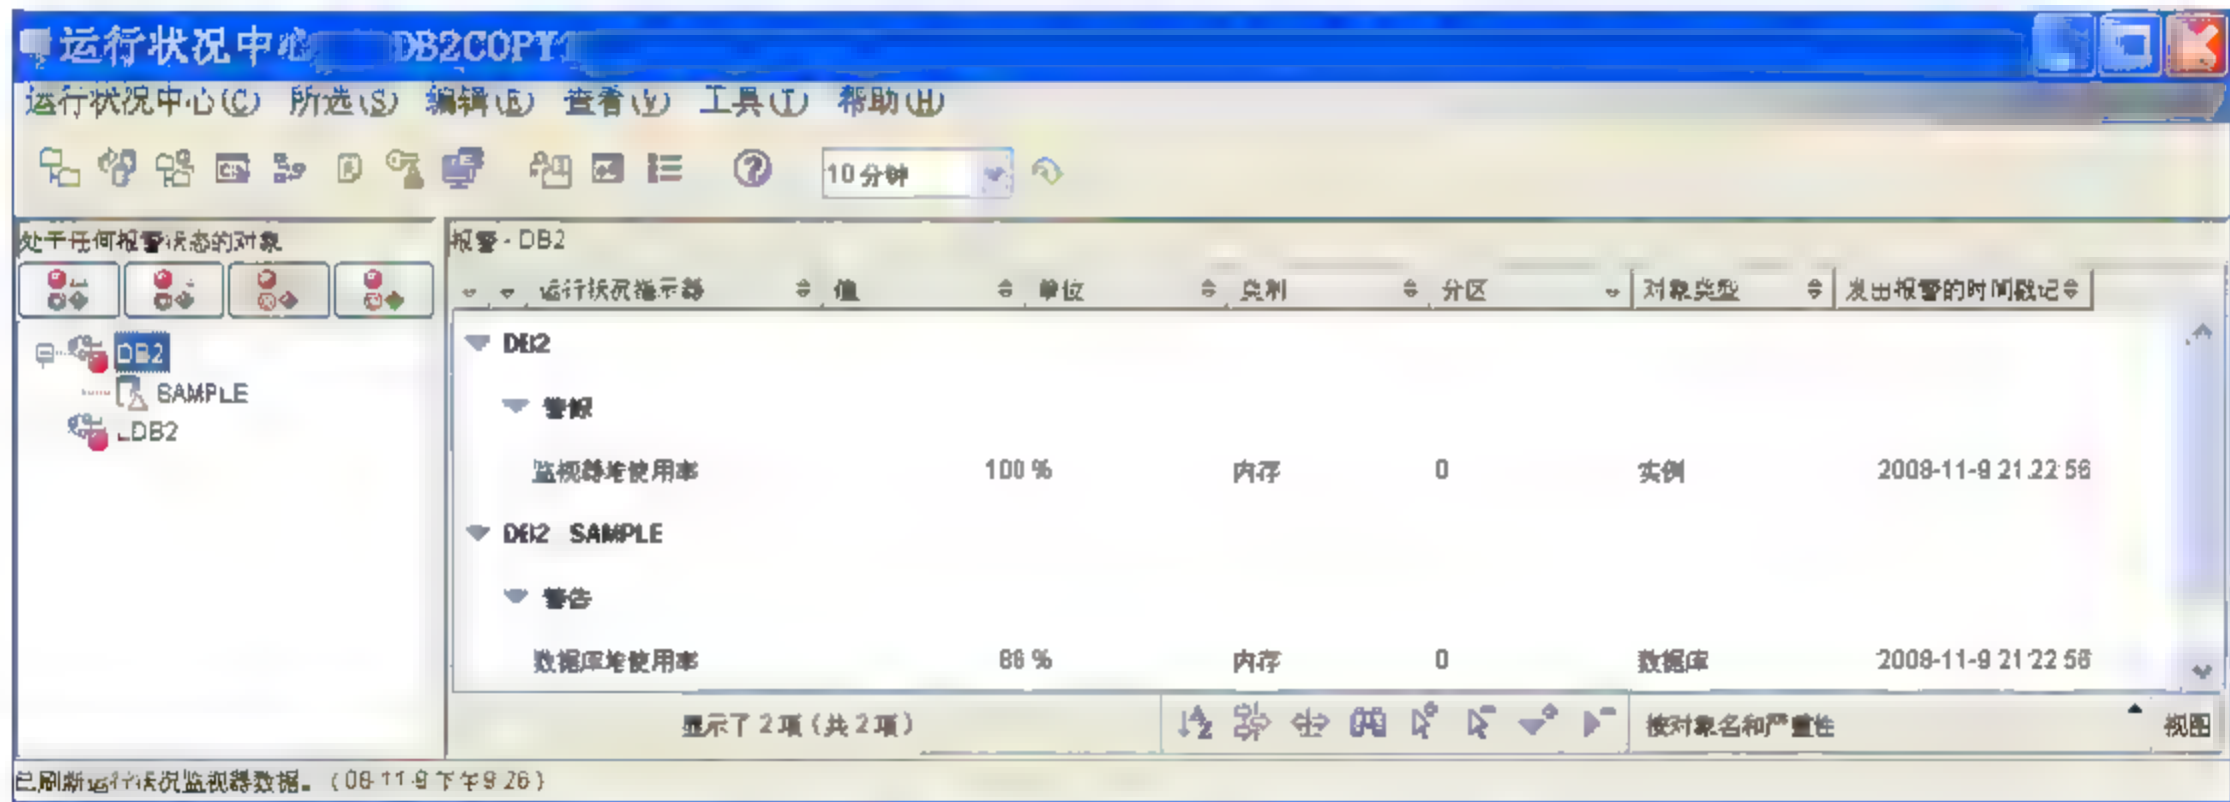 运行状况中心 DB2COPY1
运行状况中心(C) 所选(S) 编辑(E) 查看(V) 工具(T) 帮助(H)
10分钟
处于任何报警状态的对象
报警 - DB2
运行状况指示器 值 单位 类别 分区 对象类型 发出报警的时间戳记
DB2
SAMPLE
DB2
DB2
警报
监视器堆使用率 100 % 内存 0 实例 2008-11-9 21:22:56
DB2 SAMPLE
警告
数据库堆使用率 86 % 内存 0 数据库 2008-11-9 21:22:56
显示了 2 项 (共 2 项)
按对象名和严重性
视图
已刷新运行状况监视器数据。(08-11-9 下午9:26)